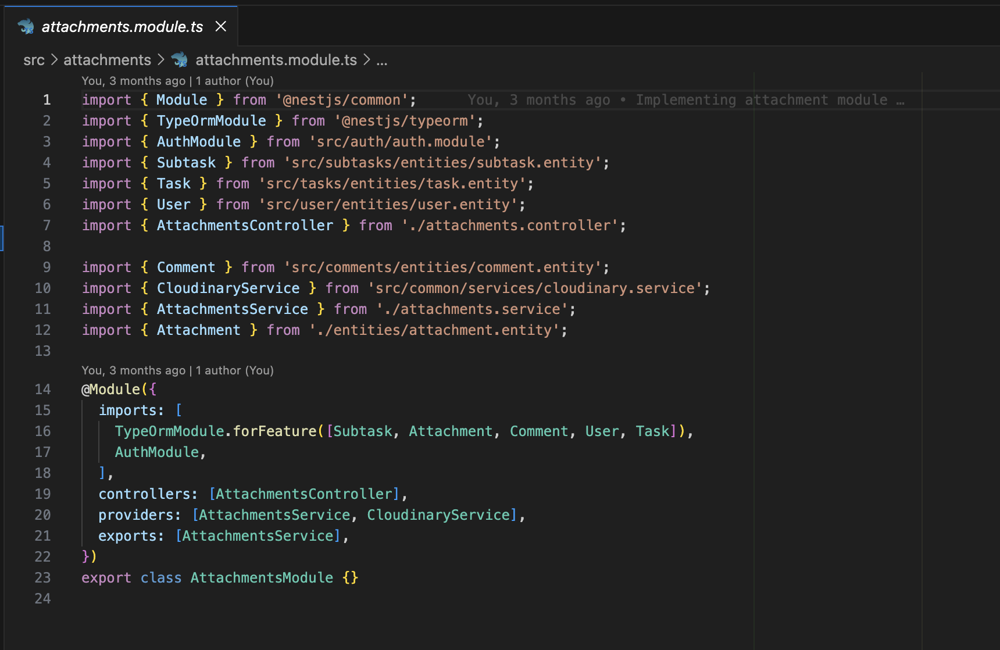 attachments.module.ts
src > attachments > attachments.module.ts > ...
You, 3 months ago | 1 author (You)
1 import { Module } from '@nestjs/common'; You, 3 months ago • Implementing attachment module …
2 import { TypeOrmModule } from '@nestjs/typeorm';
3 import { AuthModule } from 'src/auth/auth.module';
4 import { Subtask } from 'src/subtasks/entities/subtask.entity';
5 import { Task } from 'src/tasks/entities/task.entity';
6 import { User } from 'src/user/entities/user.entity';
7 import { AttachmentsController } from './attachments.controller';
8
9 import { Comment } from 'src/comments/entities/comment.entity';
10 import { CloudinaryService } from 'src/common/services/cloudinary.service';
11 import { AttachmentsService } from './attachments.service';
12 import { Attachment } from './entities/attachment.entity';
13
You, 3 months ago | 1 author (You)
14 @Module({
15   imports: [
16     TypeOrmModule.forFeature([Subtask, Attachment, Comment, User, Task]),
17     AuthModule,
18   ],
19   controllers: [AttachmentsController],
20   providers: [AttachmentsService, CloudinaryService],
21   exports: [AttachmentsService],
22 })
23 export class AttachmentsModule {}
24